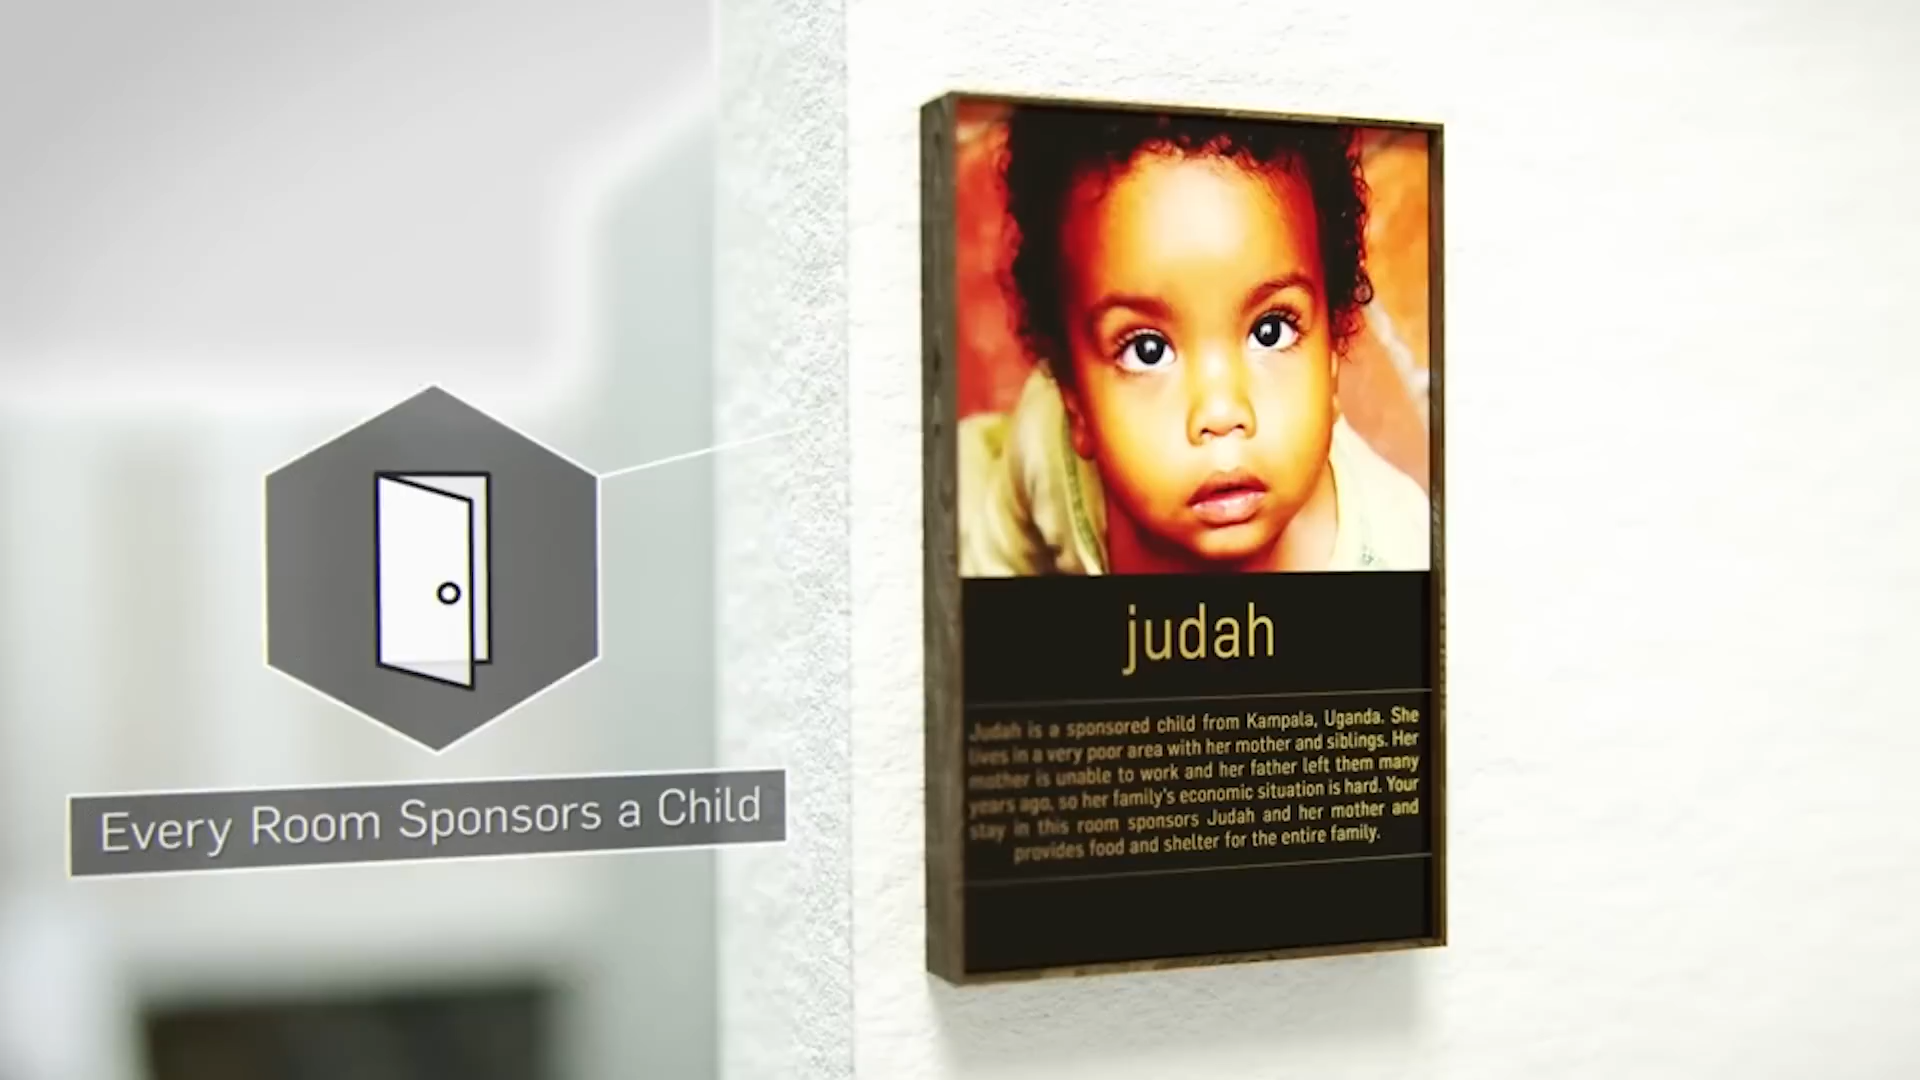 judah
Judah is a sponsored child from Kampala, Uganda. She
lives in a very poor area with her mother and siblings. Her
mother is unable to work and her father left them many
years ago, so her family's economic situation is hard. Your
stay in this room sponsors Judah and her mother and
provides food and shelter for the entire family.
Every Room Sponsors a Child